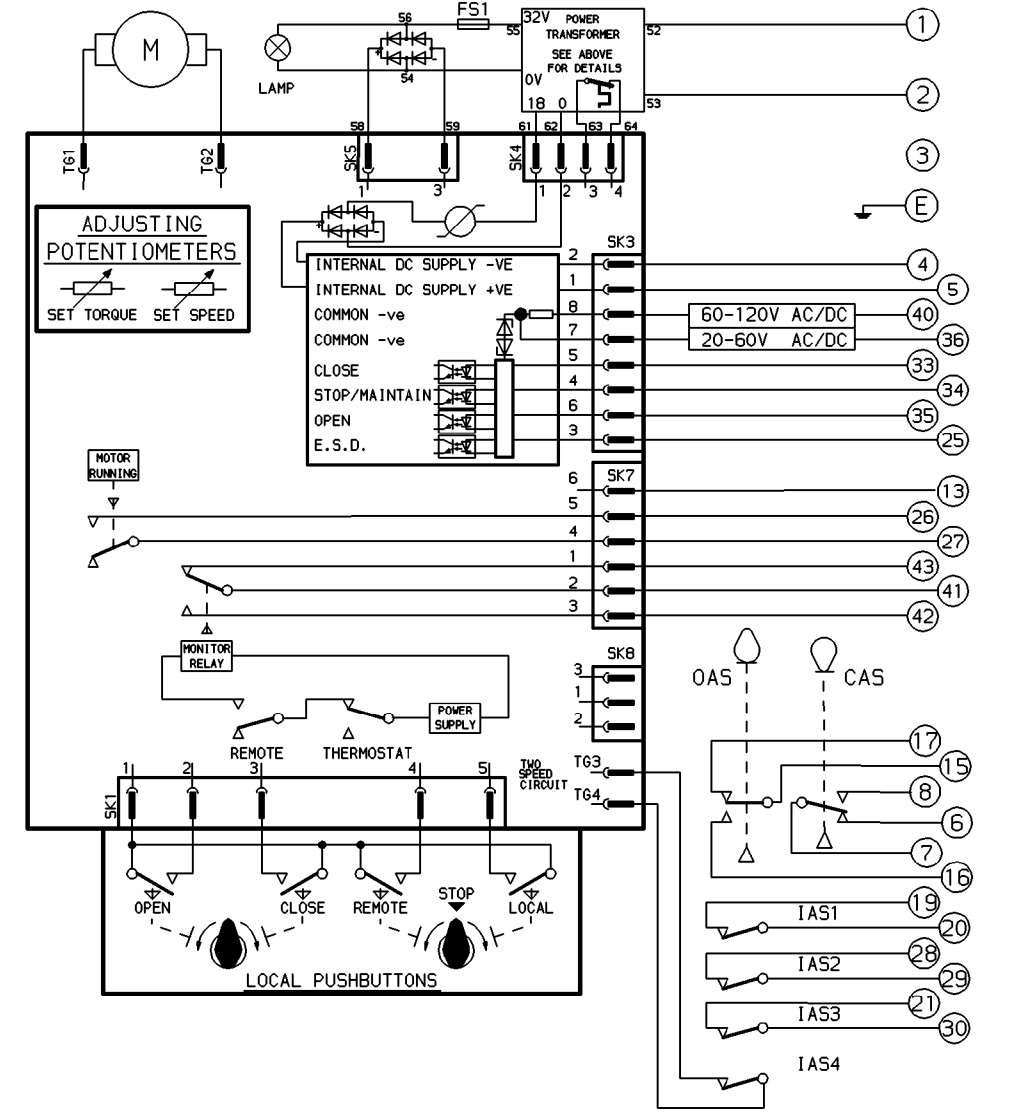 56 FS1
55 32V POWER 52 1
TRANSFORMER
M
SEE ABOVE
FOR DETAILS
+ -
54
LAMP
0V
18 0 53 2
58 59 61 62 63 64
TG1 TG2 SK5 SK4 3
1 3 1 2 3 4
E
ADJUSTING
POTENTIOMETERS
SET TORQUE SET SPEED
+ -
SK3
INTERNAL DC SUPPLY -VE 2 4
INTERNAL DC SUPPLY +VE 1 5
COMMON -ve 8 60-120V AC/DC 40
COMMON -ve 7 20-60V AC/DC 36
CLOSE 5 33
STOP/MAINTAIN 4 34
OPEN 6 35
E.S.D. 3 25
MOTOR
RUNNING
SK7
6 13
5 26
4 27
1 43
2 41
3 42
MONITOR
RELAY
SK8
3
1
2
OAS CAS
POWER
SUPPLY
REMOTE THERMOSTAT
17
TWO
SPEED
CIRCUIT
TG3
TG4
15
1 2 3 4 5
SK1
8
6
7
16
OPEN CLOSE REMOTE STOP LOCAL
LOCAL PUSHBUTTONS
IAS1 19
20
IAS2 28
29
IAS3 21
30
IAS4